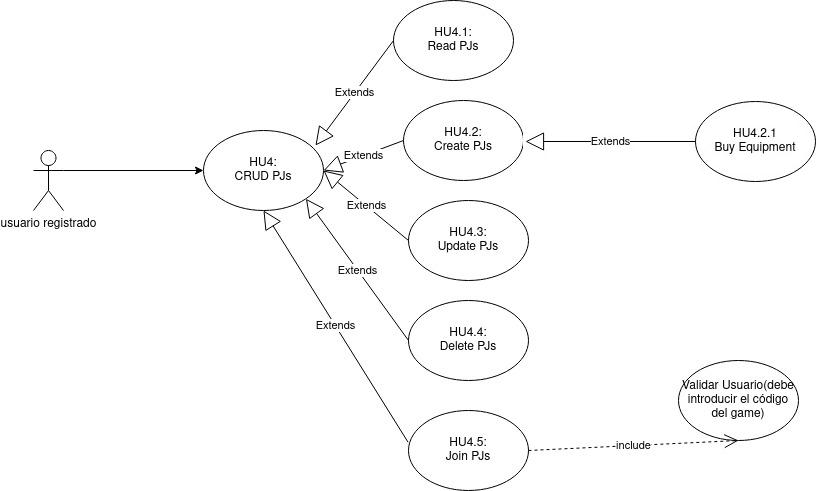 HU4.1:
Read PJs
Extends
HU4.2:
Create PJs
Extends
HU4.2.1
Buy Equipment
Extends
HU4:
CRUD PJs
usuario registrado
Extends
HU4.3:
Update PJs
Extends
HU4.4:
Delete PJs
Extends
HU4.5:
Join PJs
include
Validar Usuario(debe
introducir el código
del game)